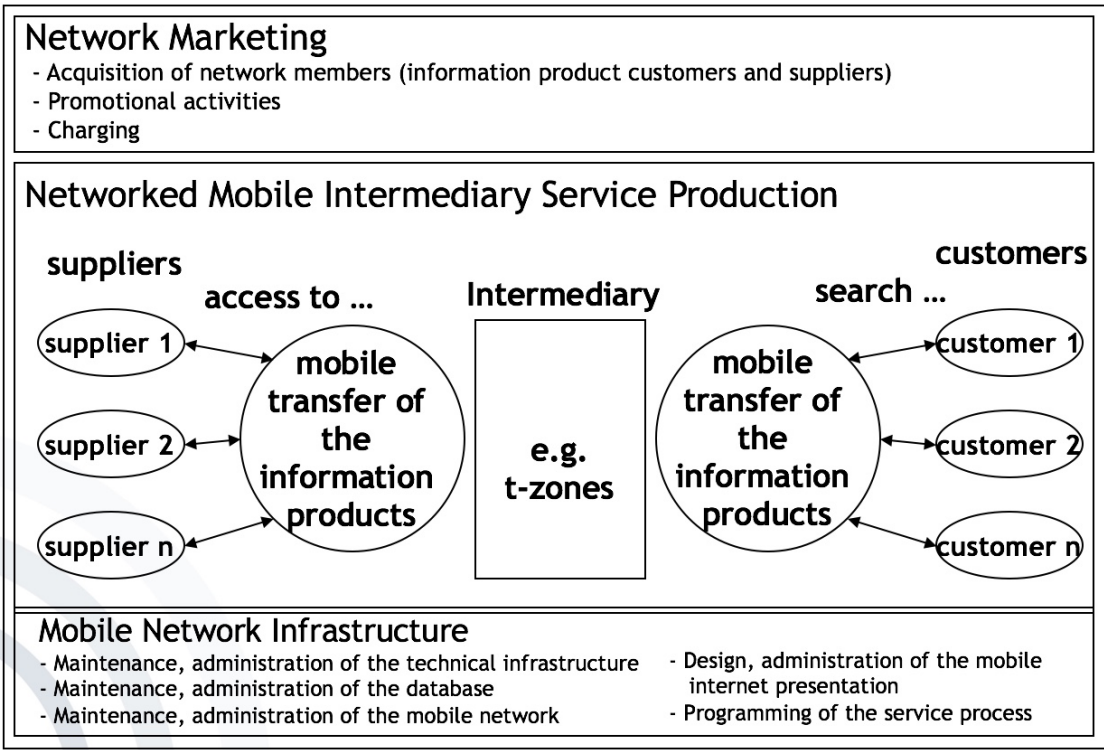 Network Marketing
- Acquisition of network members (information product customers and suppliers)
- Promotional activities
- Charging
Networked Mobile Intermediary Service Production
suppliers
customers
access to ...
Intermediary
search ...
supplier 1
mobile
transfer of
the
information
products
supplier 2
supplier n
e.g.
t-zones
mobile
transfer of
the
information
products
customer 1
customer 2
customer n
Mobile Network Infrastructure
- Maintenance, administration of the technical infrastructure
- Maintenance, administration of the database
- Maintenance, administration of the mobile network
- Design, administration of the mobile
internet presentation
- Programming of the service process